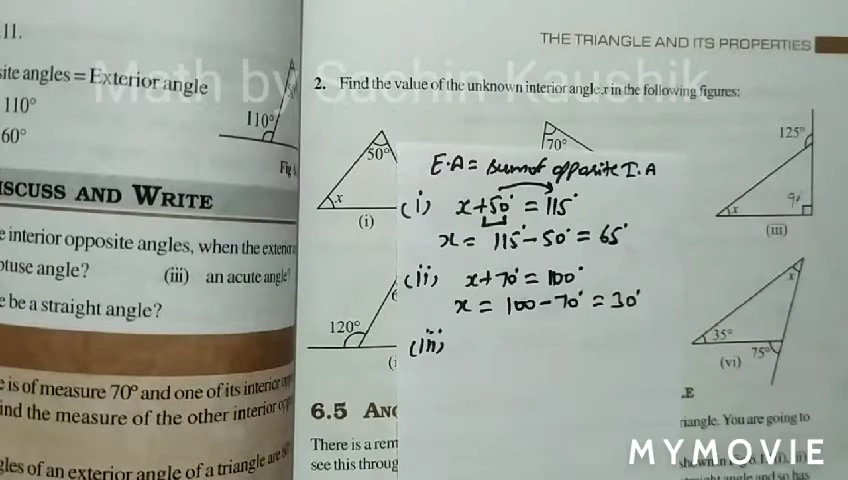 11.
site angles = Exterior angle
110°
60°
110°
Fig
ISCUSS AND WRITE
e interior opposite angles, when the exterior
otuse angle? (iii) an acute angle
e be a straight angle?
e is of measure 70° and one of its interior
ind the measure of the other interior
gles of an exterior angle of a triangle are
Math by Sachin Kaushik
THE TRIANGLE AND ITS PROPERTIES
2. Find the value of the unknown interior angle x in the following figures:
50°
x
(i)
70°
125°
x
(iii)
E.A = Sum of opposite I.A
(i) x+50° = 115°
x = 115° - 50° = 65°
(ii) x+70° = 100°
x = 100 - 70° = 30°
(iii)
120°
x
35°
75°
(vi)
6.5
There is a rem
see this throug
E
riangle. You are going to
MYMOVIE